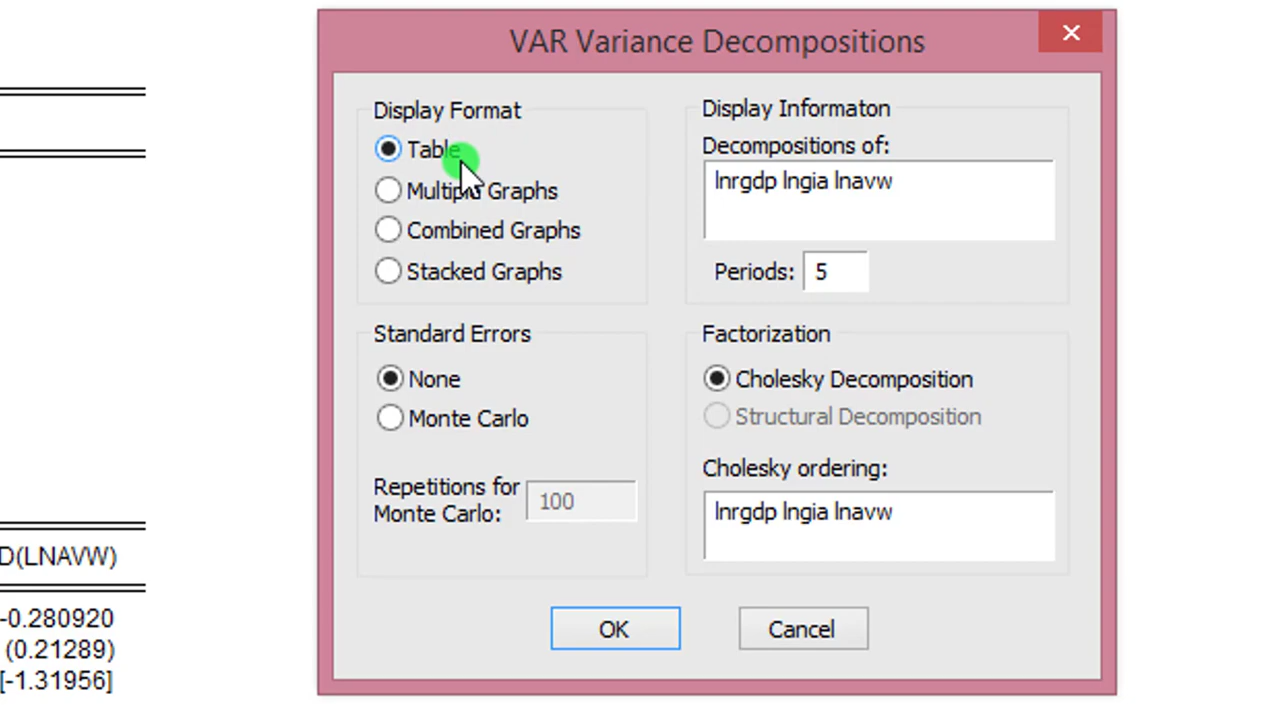 VAR Variance Decompositions
Display Format
Table
Multiple Graphs
Combined Graphs
Stacked Graphs
Display Informaton
Decompositions of:
lnrgdp lngia lnavw
Periods: 5
Standard Errors
None
Monte Carlo
Repetitions for
Monte Carlo: 100
Factorization
Cholesky Decomposition
Structural Decomposition
Cholesky ordering:
lnrgdp lngia lnavw
OK
Cancel
D(LNAVW)
-0.280920
(0.21289)
[-1.31956]